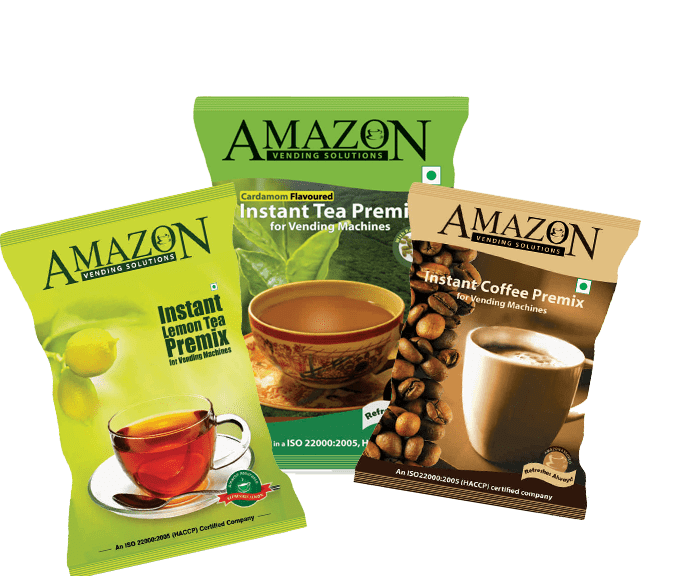 AMAZON
VENDING SOLUTIONS
Cardamom Flavoured
Instant Tea Premi
for Vending Machines
Refre
in a ISO 22000:2005, H
AMAZON
VENDING SOLUTIONS
Instant
Lemon Tea
Premix
for Vending Machines
An ISO 22000:2005 (HACCP) Certified Company
AMAZON
VENDING SOLUTIONS
Instant Coffee Premix
for Vending Machines
Refreshes Always!
An ISO22000:2005 (HACCP) certified company